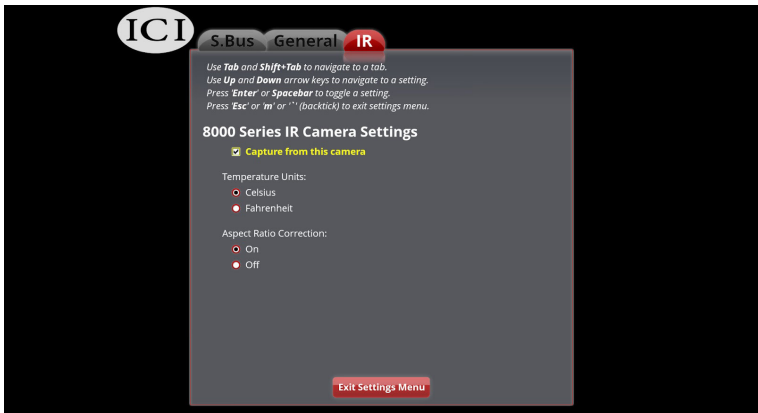 ICI
S.Bus General IR
Use Tab and Shift+Tab to navigate to a tab.
Use Up and Down arrow keys to navigate to a setting.
Press 'Enter' or Spacebar to toggle a setting.
Press 'Esc' or 'm' or '`' (backtick) to exit settings menu.
8000 Series IR Camera Settings
Capture from this camera
Temperature Units:
Celsius
Fahrenheit
Aspect Ratio Correction:
On
Off
Exit Settings Menu